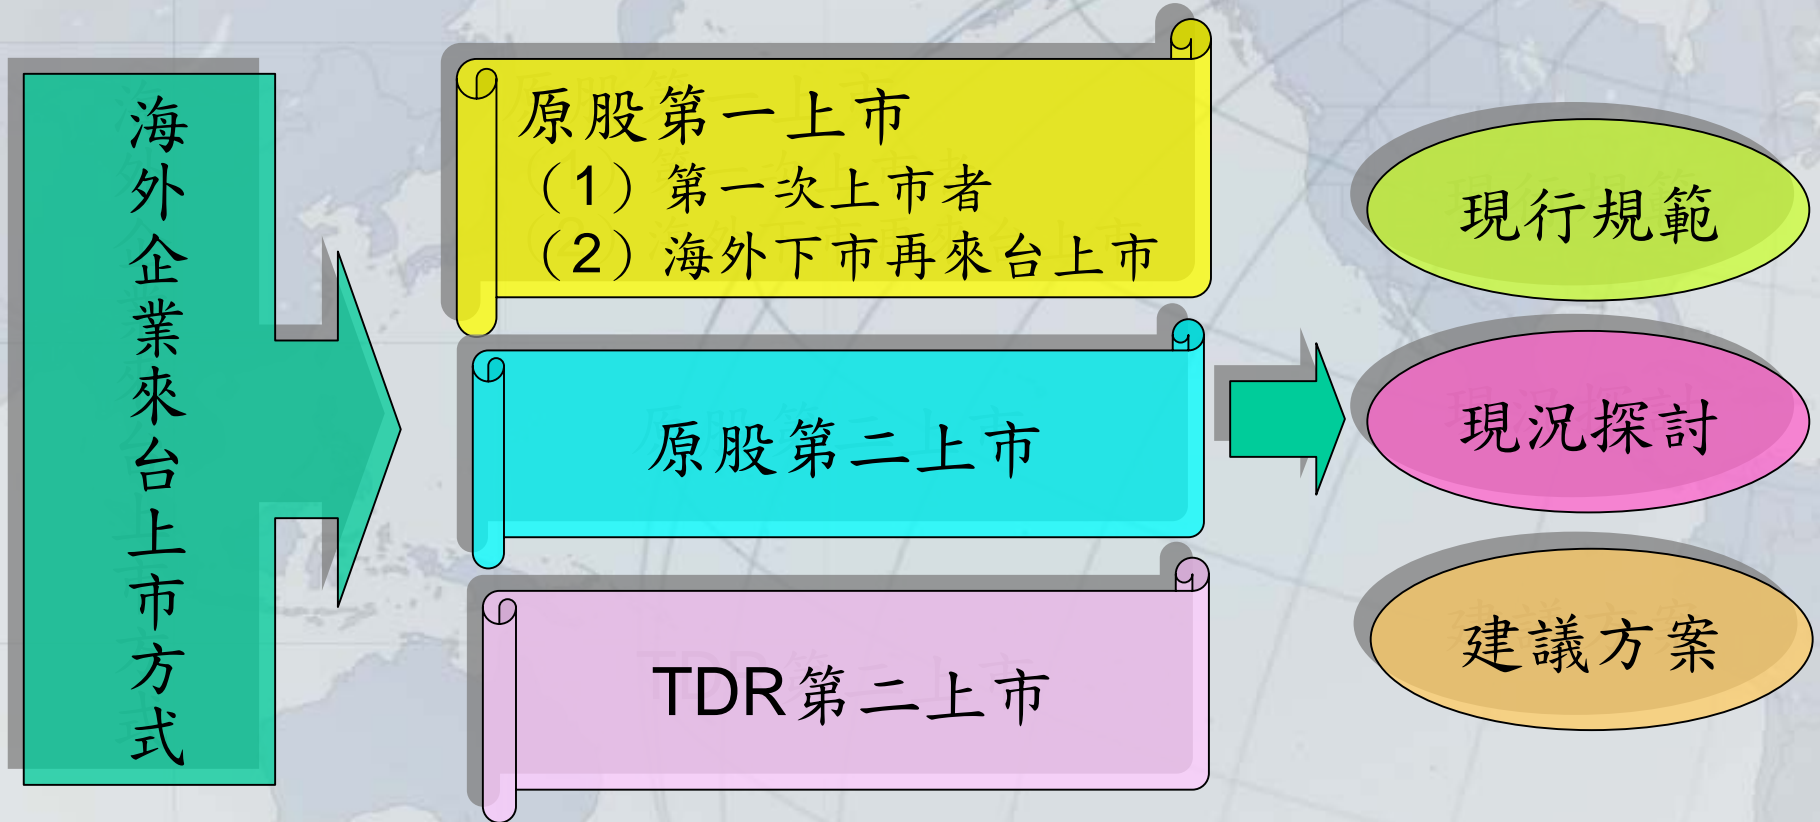 海外企業來台上市方式
原股第一上市
（1）第一次上市者
（2）海外下市再來台上市
原股第二上市
TDR第二上市
現行規範
現況探討
建議方案